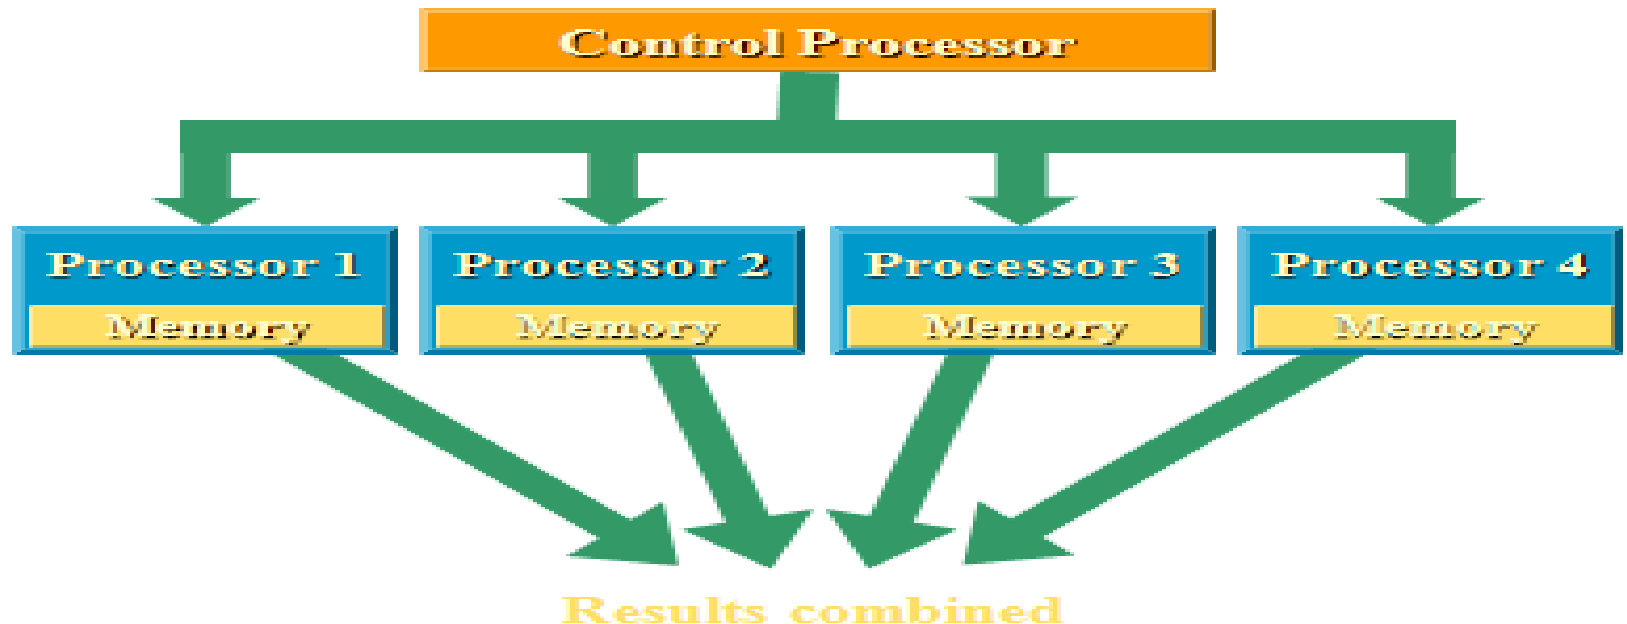 Control Processor
Processor 1
Memory
Processor 2
Memory
Processor 3
Memory
Processor 4
Memory
Results combined